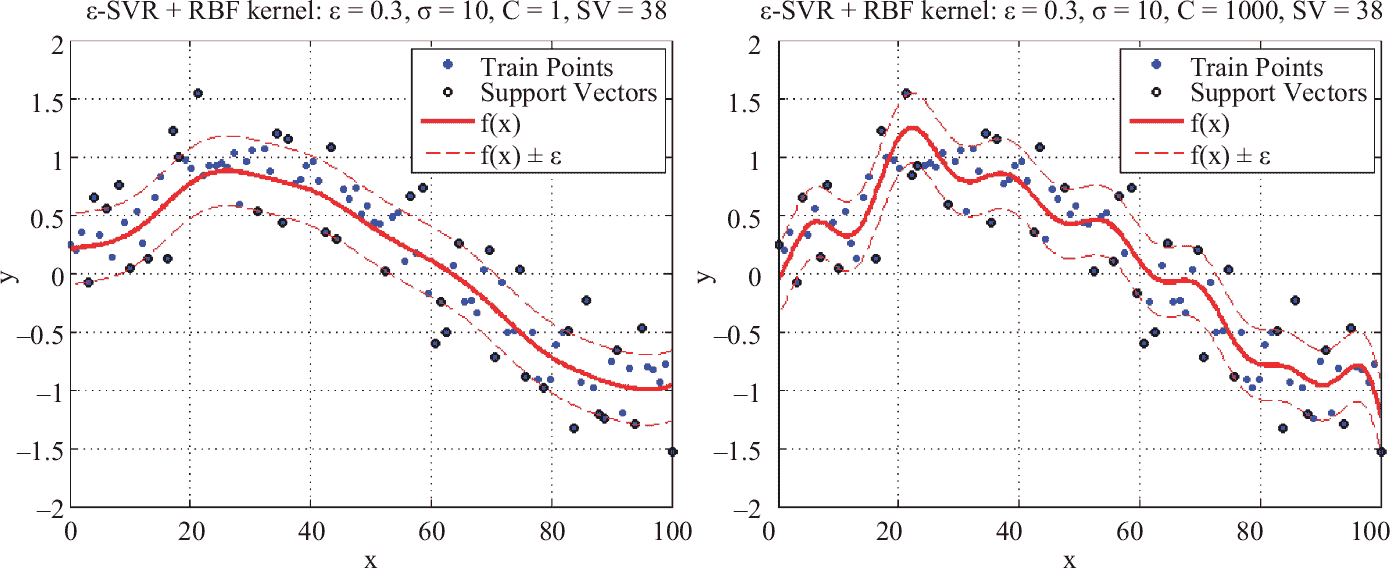 ε-SVR + RBF kernel: ε = 0.3, σ = 10, C = 1, SV = 38
2
1.5
1
0.5
0
–0.5
–1
–1.5
–2
y
0
20
40
60
80
100
x
Train Points
Support Vectors
f(x)
f(x) ± ε
ε-SVR + RBF kernel: ε = 0.3, σ = 10, C = 1000, SV = 38
2
1.5
1
0.5
0
–0.5
–1
–1.5
–2
y
0
20
40
60
80
100
x
Train Points
Support Vectors
f(x)
f(x) ± ε